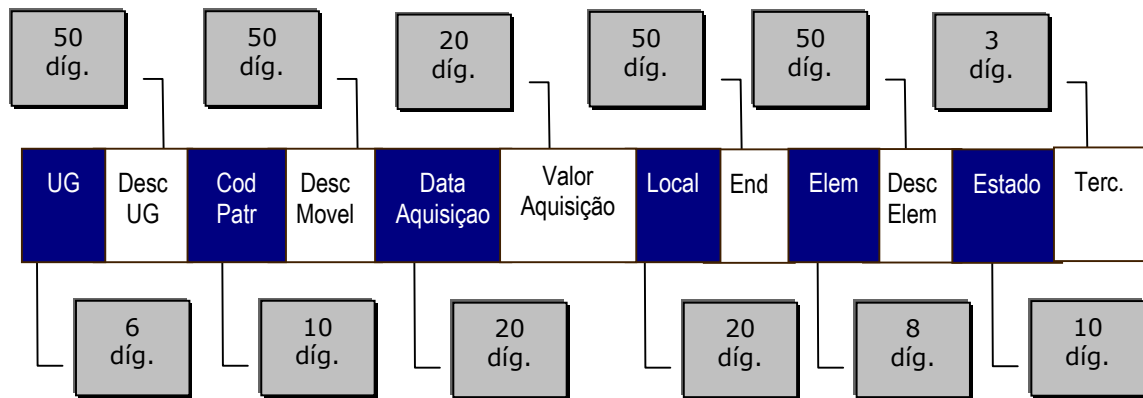 50
díg.
50
díg.
20
díg.
50
díg.
50
díg.
3
díg.
UG
Desc
UG
Cod
Patr
Desc
Movel
Data
Aquisiçao
Valor
Aquisição
Local
End
Elem
Desc
Elem
Estado
Terc.
6
díg.
10
díg.
20
díg.
20
díg.
8
díg.
10
díg.